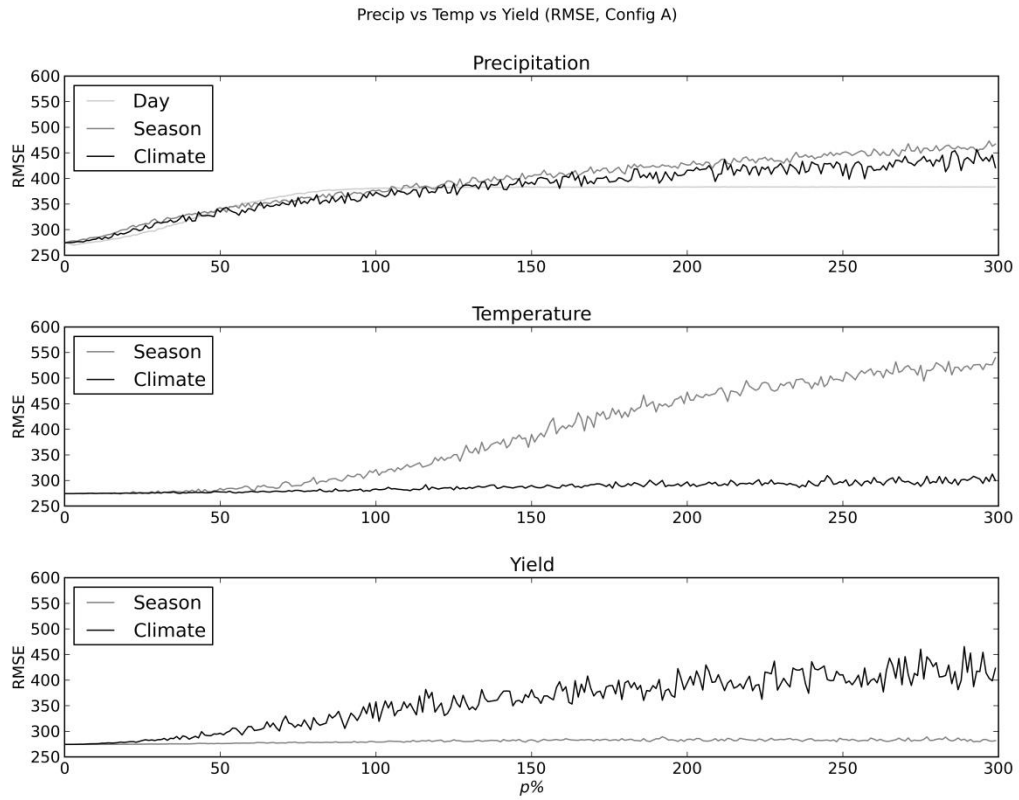 Precip vs Temp vs Yield (RMSE, Config A)
Precipitation
600
550
500
450
400
350
300
250
RMSE
Day
Season
Climate
0 50 100 150 200 250 300
Temperature
600
550
500
450
400
350
300
250
RMSE
Season
Climate
0 50 100 150 200 250 300
Yield
600
550
500
450
400
350
300
250
RMSE
Season
Climate
0 50 100 150 200 250 300
p%